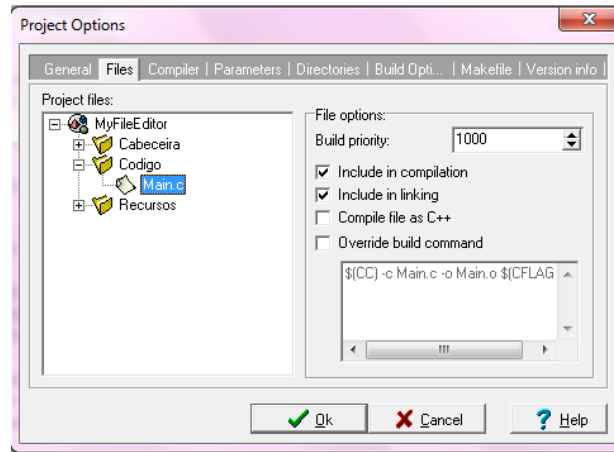 Project Options
General | Files | Compiler | Parameters | Directories | Build Opti... | Makefile | Version info |
Project files:
MyFileEditor
Cabeceira
Codigo
Main.c
Recursos
File options:
Build priority: 1000
Include in compilation
Include in linking
Compile file as C++
Override build command
$(CC) -c Main.c -o Main.o $(CFLAG
Ok Cancel Help